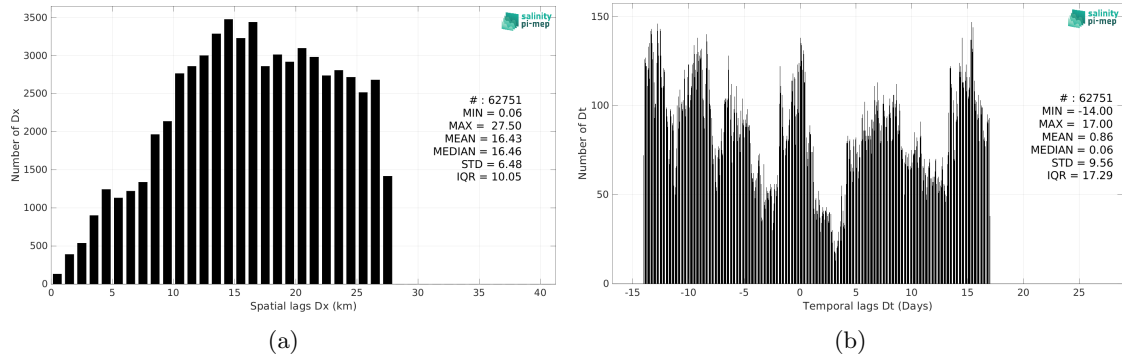 3500
3000
2500
2000
1500
1000
500
0
Number of Dx
0 5 10 15 20 25 30 35 40
Spatial lags Dx (km)
salinity
pi-mep
# : 62751
MIN = 0.06
MAX = 27.50
MEAN = 16.43
MEDIAN = 16.46
STD = 6.48
IQR = 10.05
(a)
150
100
50
0
Number of Dt
-15 -10 -5 0 5 10 15 20 25
Temporal lags Dt (Days)
salinity
pi-mep
# : 62751
MIN = -14.00
MAX = 17.00
MEAN = 0.86
MEDIAN = 0.06
STD = 9.56
IQR = 17.29
(b)